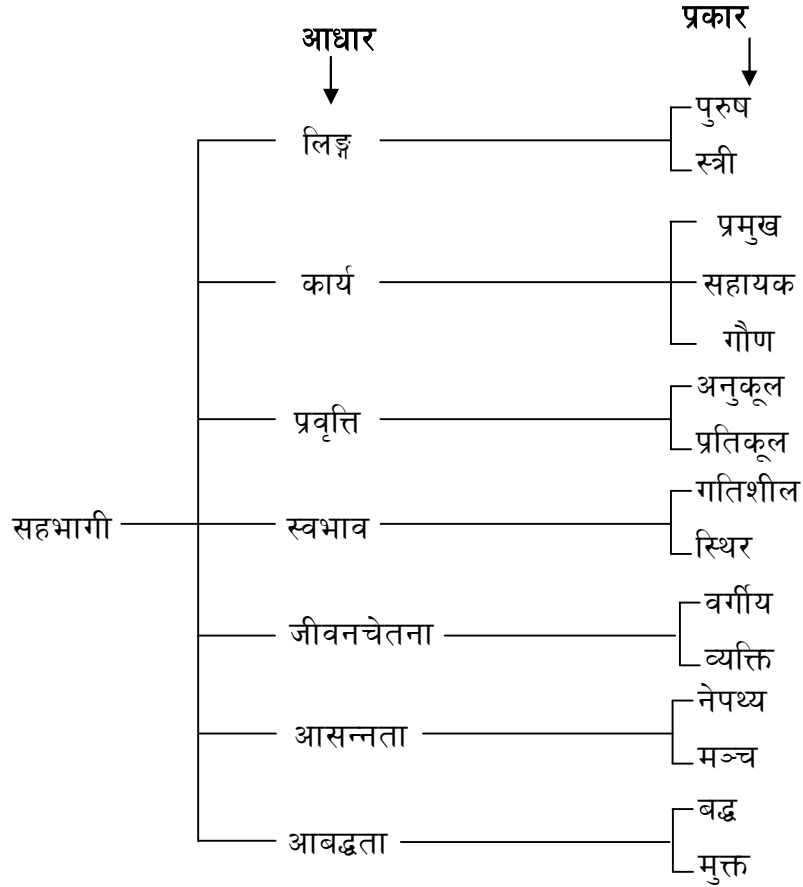 आधार
प्रकार
लिङ्ग
पुरुष
स्त्री
कार्य
प्रमुख
सहायक
गौण
प्रवृत्ति
अनुकूल
प्रतिकूल
सहभागी
स्वभाव
गतिशील
स्थिर
जीवनचेतना
वर्गीय
व्यक्ति
आसन्नता
नेपथ्य
मञ्च
आबद्धता
बद्ध
मुक्त